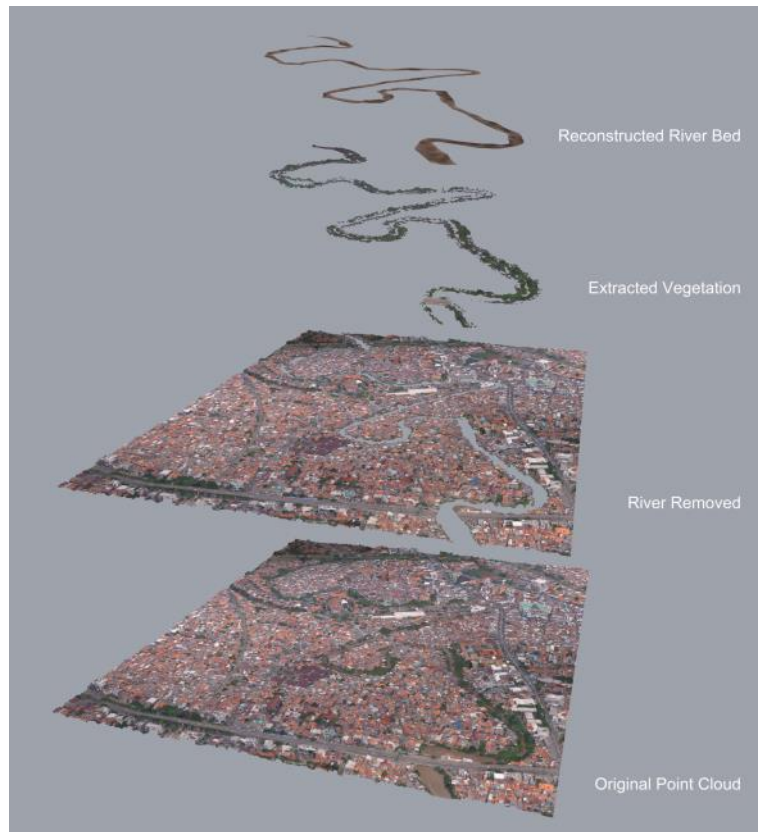 Reconstructed River Bed
Extracted Vegetation
River Removed
Original Point Cloud